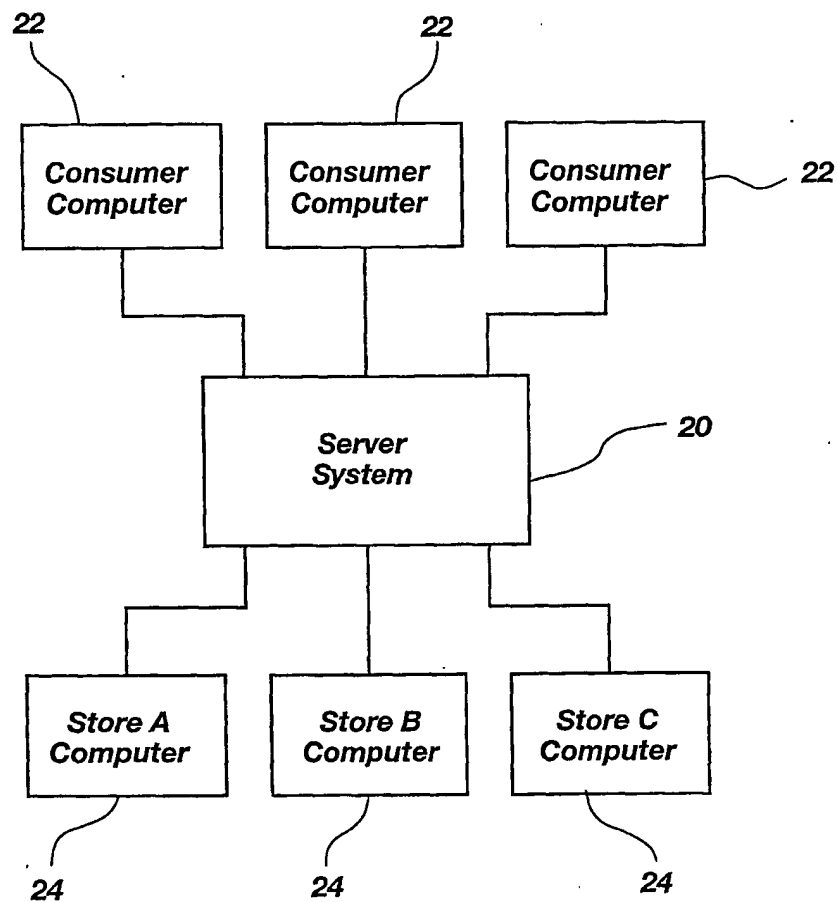 22
22
Consumer
Computer
Consumer
Computer
Consumer
Computer
22
Server
System
20
Store A
Computer
Store B
Computer
Store C
Computer
24
24
24